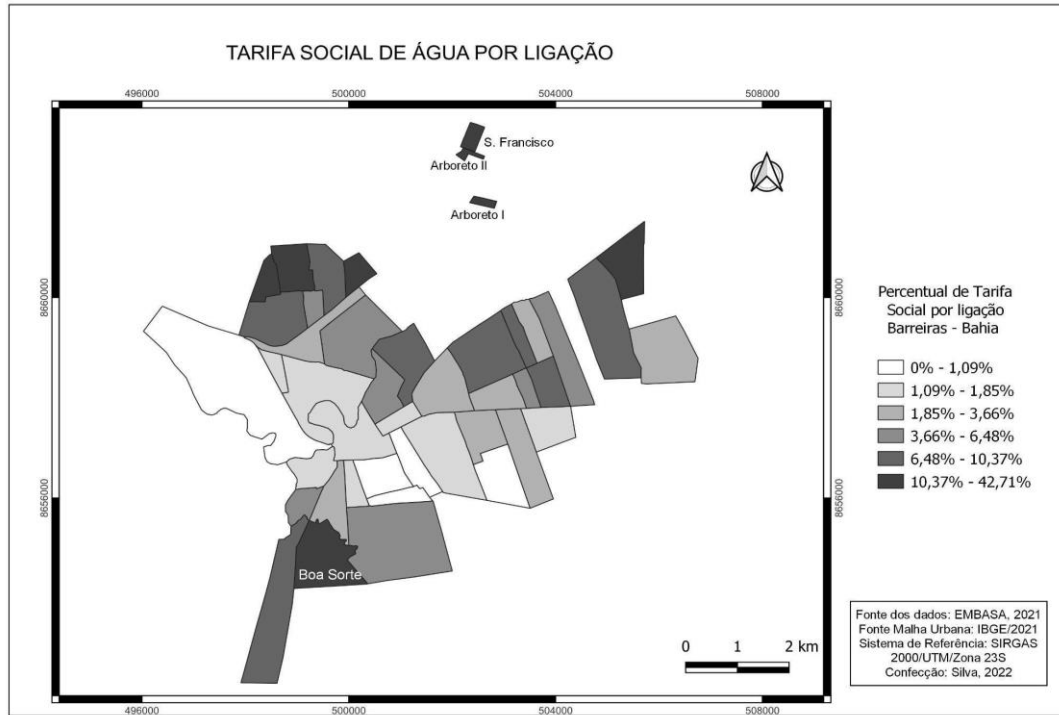 TARIFA SOCIAL DE ÁGUA POR LIGAÇÃO
496000 500000 504000 508000
S. Francisco
Arboreto II
Arboreto I
8660000 8660000
Percentual de Tarifa
Social por ligação
Barreiras - Bahia
0% - 1,09%
1,09% - 1,85%
1,85% - 3,66%
3,66% - 6,48%
6,48% - 10,37%
10,37% - 42,71%
8656000 8656000
Boa Sorte
0 1 2 km
Fonte dos dados: EMBASA, 2021
Fonte Malha Urbana: IBGE/2021
Sistema de Referência: SIRGAS
2000/UTM/Zona 23S
Confecção: Silva, 2022
496000 500000 504000 508000